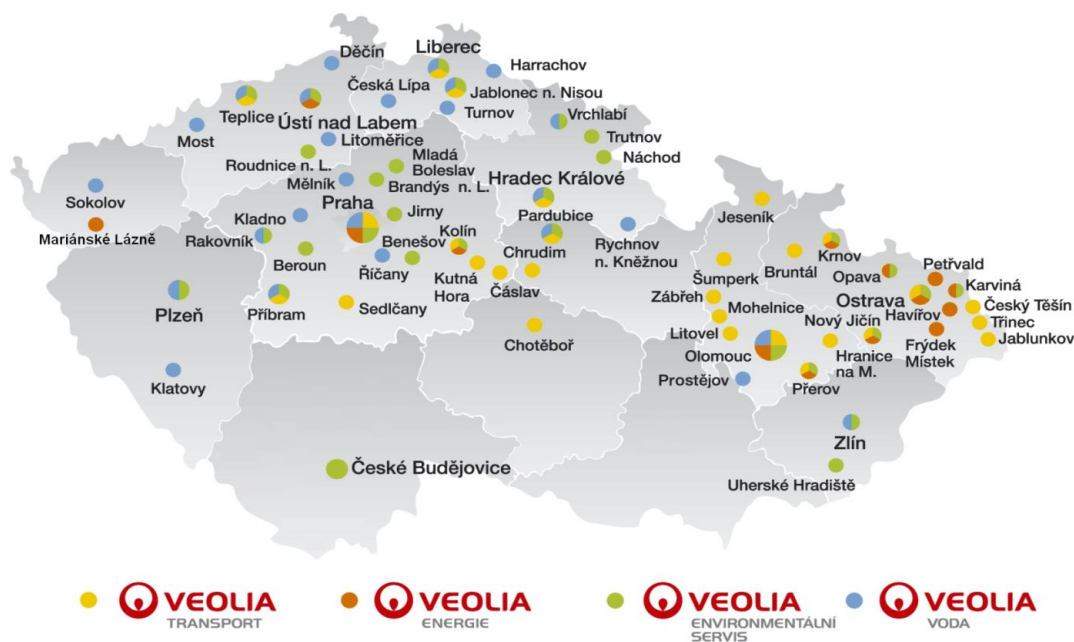 Děčín
Liberec
Harrachov
Česká Lípa
Jablonec n. Nisou
Teplice
Turnov
Vrchlabí
Ústí nad Labem
Most
Litoměřice
Trutnov
Roudnice n. L.
Mladá
Boleslav
Náchod
Mělník
Brandýs n. L.
Hradec Králové
Sokolov
Praha
Jeseník
Kladno
Jirny
Pardubice
Mariánské Lázně
Rakovník
Kolín
Benešov
Chrudim
Rychnov
n. Kněžnou
Krnov
Petřvald
Beroun
Říčany
Kutná
Hora
Čáslav
Šumperk
Bruntál
Opava
Karviná
Zábřeh
Ostrava
Český Těšín
Plzeň
Příbram
Sedlčany
Mohelnice
Nový Jičín
Havířov
Třinec
Litovel
Chotěboř
Frýdek
Místek
Jablunkov
Olomouc
Hranice
na M.
Klatovy
Prostějov
Přerov
Zlín
České Budějovice
Uherské Hradiště
VEOLIA
TRANSPORT
VEOLIA
ENERGIE
VEOLIA
ENVIRONMENTÁLNÍ
SERVIS
VEOLIA
VODA